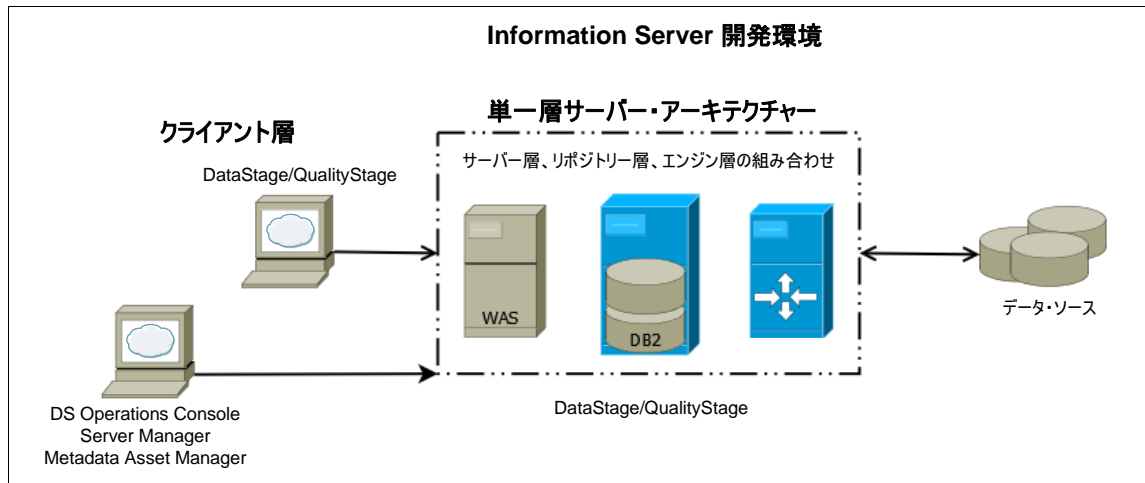 Information Server 開発環境
単一層サーバー・アーキテクチャー
クライアント層
サーバー層、リポジトリー層、エンジン層の組み合わせ
DataStage/QualityStage
WAS
DB2
データ・ソース
DS Operations Console
Server Manager
Metadata Asset Manager
DataStage/QualityStage